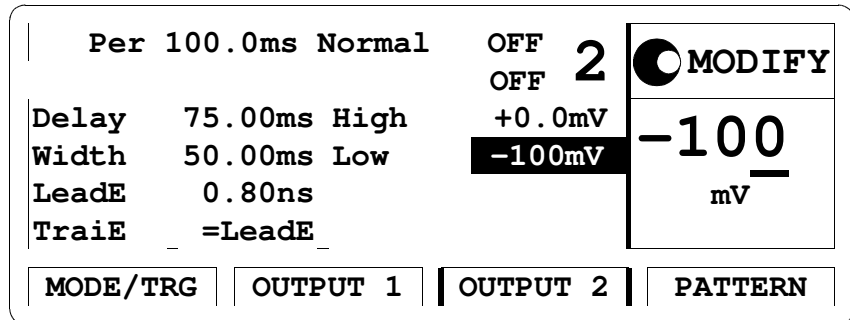 Per 100.0ms Normal OFF 2 MODIFY
OFF
Delay 75.00ms High +0.0mV
Width 50.00ms Low −100mV −100
LeadE 0.80ns mV
TraiE =LeadE
MODE/TRG OUTPUT 1 OUTPUT 2 PATTERN